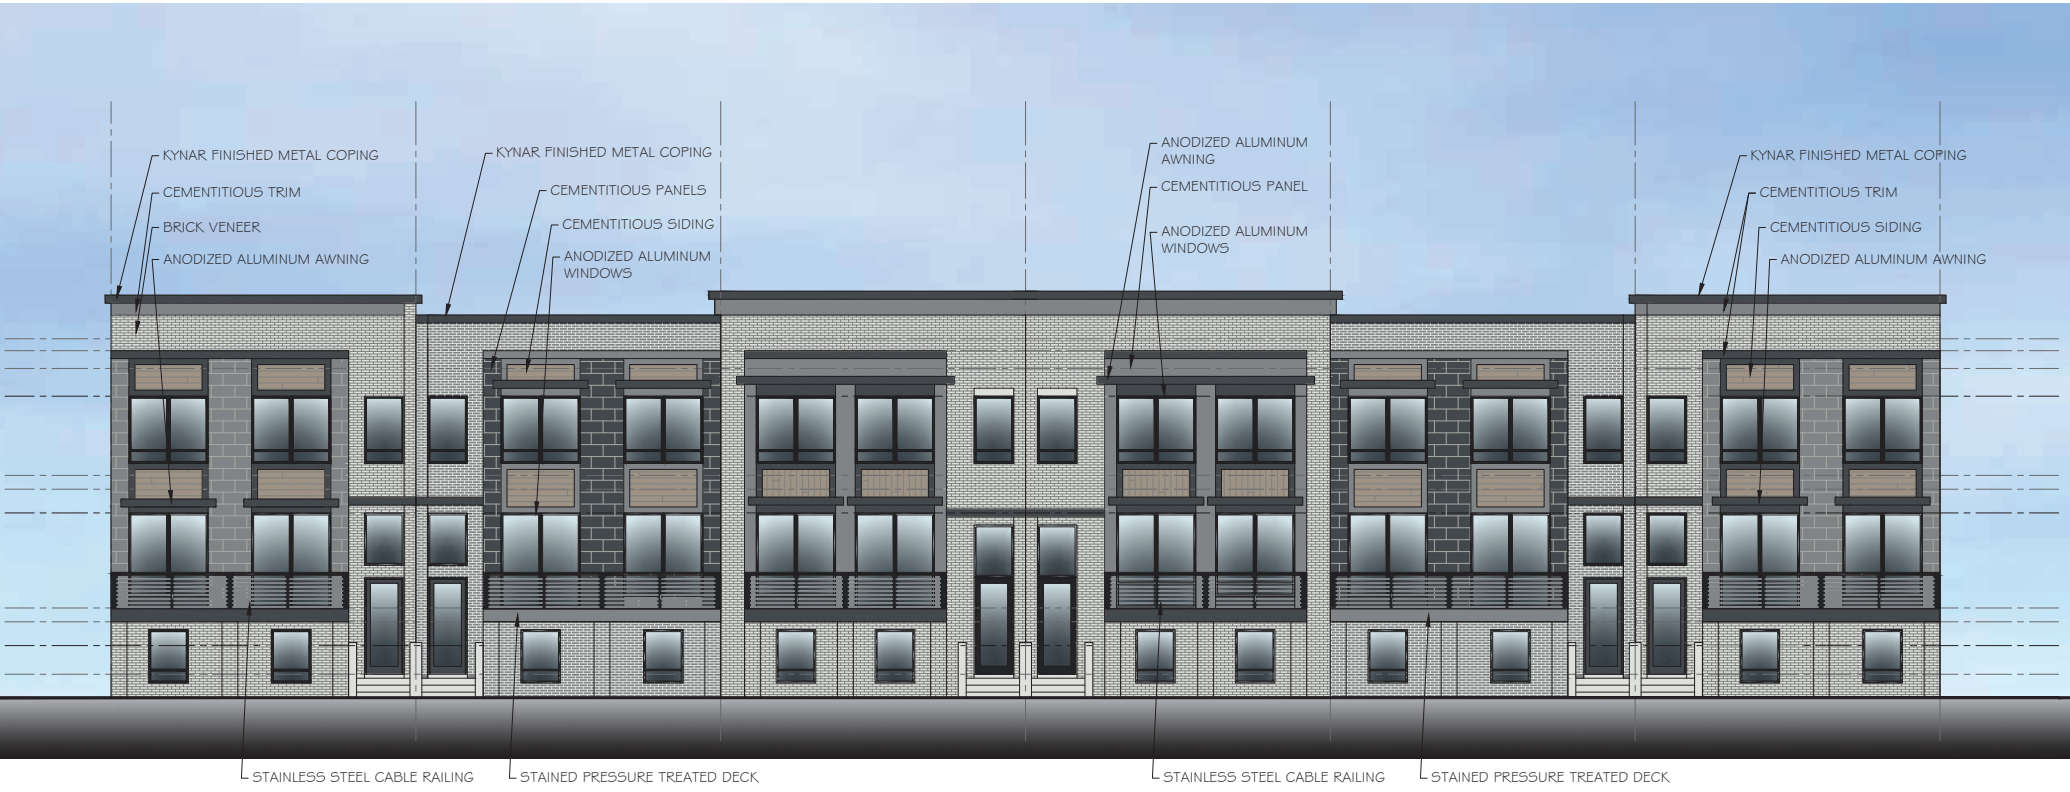 KYNAR FINISHED METAL COPING
CEMENTITIOUS TRIM
BRICK VENEER
ANODIZED ALUMINUM AWNING
KYNAR FINISHED METAL COPING
CEMENTITIOUS PANELS
CEMENTITIOUS SIDING
ANODIZED ALUMINUM
WINDOWS
ANODIZED ALUMINUM
AWNING
CEMENTITIOUS PANEL
ANODIZED ALUMINUM
WINDOWS
KYNAR FINISHED METAL COPING
CEMENTITIOUS TRIM
CEMENTITIOUS SIDING
ANODIZED ALUMINUM AWNING
STAINLESS STEEL CABLE RAILING
STAINED PRESSURE TREATED DECK
STAINLESS STEEL CABLE RAILING
STAINED PRESSURE TREATED DECK